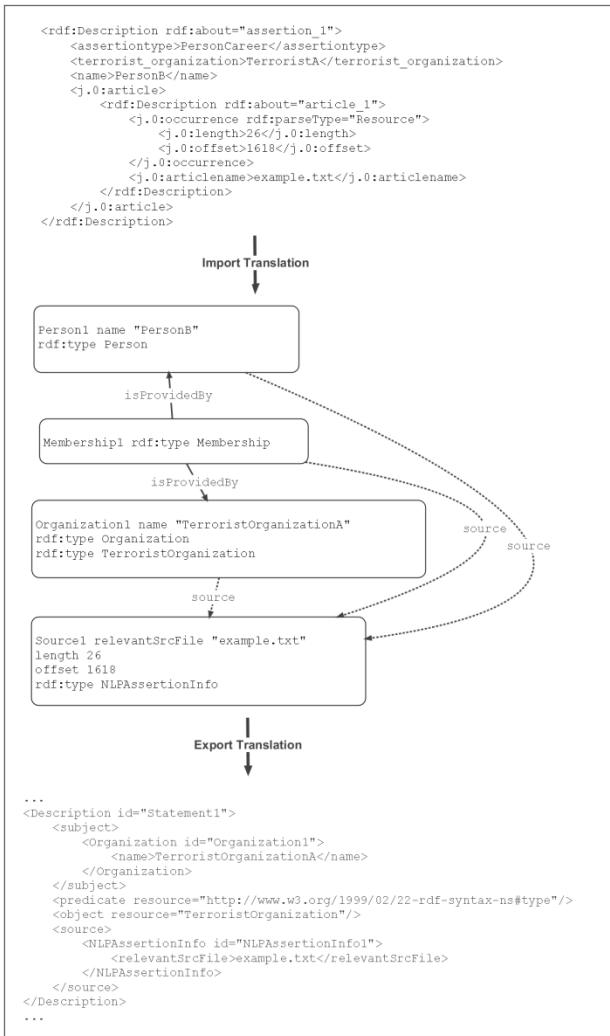 <rdf:Description rdf:about="assertion_1">
    <assertiontype>PersonCareer</assertiontype>
    <terrorist_organization>TerroristA</terrorist_organization>
    <name>PersonB</name>
    <j.0:article>
        <rdf:Description rdf:about="article_1">
            <j.0:occurrence rdf:parseType="Resource">
                <j.0:length>26</j.0:length>
                <j.0:offset>1618</j.0:offset>
            </j.0:occurrence>
            <j.0:articlename>example.txt</j.0:articlename>
        </rdf:Description>
    </j.0:article>
</rdf:Description>
Import Translation
Person1 name "PersonB"
rdf:type Person
isProvidedBy
Membership1 rdf:type Membership
isProvidedBy
Organization1 name "TerroristOrganizationA"
rdf:type Organization
rdf:type TerroristOrganization
source
source
source
Source1 relevantSrcFile "example.txt"
length 26
offset 1618
rdf:type NLPAssertionInfo
Export Translation
...
<Description id="Statement1">
    <subject>
        <Organization id="Organization1">
            <name>TerroristOrganizationA</name>
        </Organization>
    </subject>
    <predicate resource="http://www.w3.org/1999/02/22-rdf-syntax-ns#type"/>
    <object resource="TerroristOrganization"/>
    <source>
        <NLPAssertionInfo id="NLPAssertionInfo1">
            <relevantSrcFile>example.txt</relevantSrcFile>
        </NLPAssertionInfo>
    </source>
</Description>
...